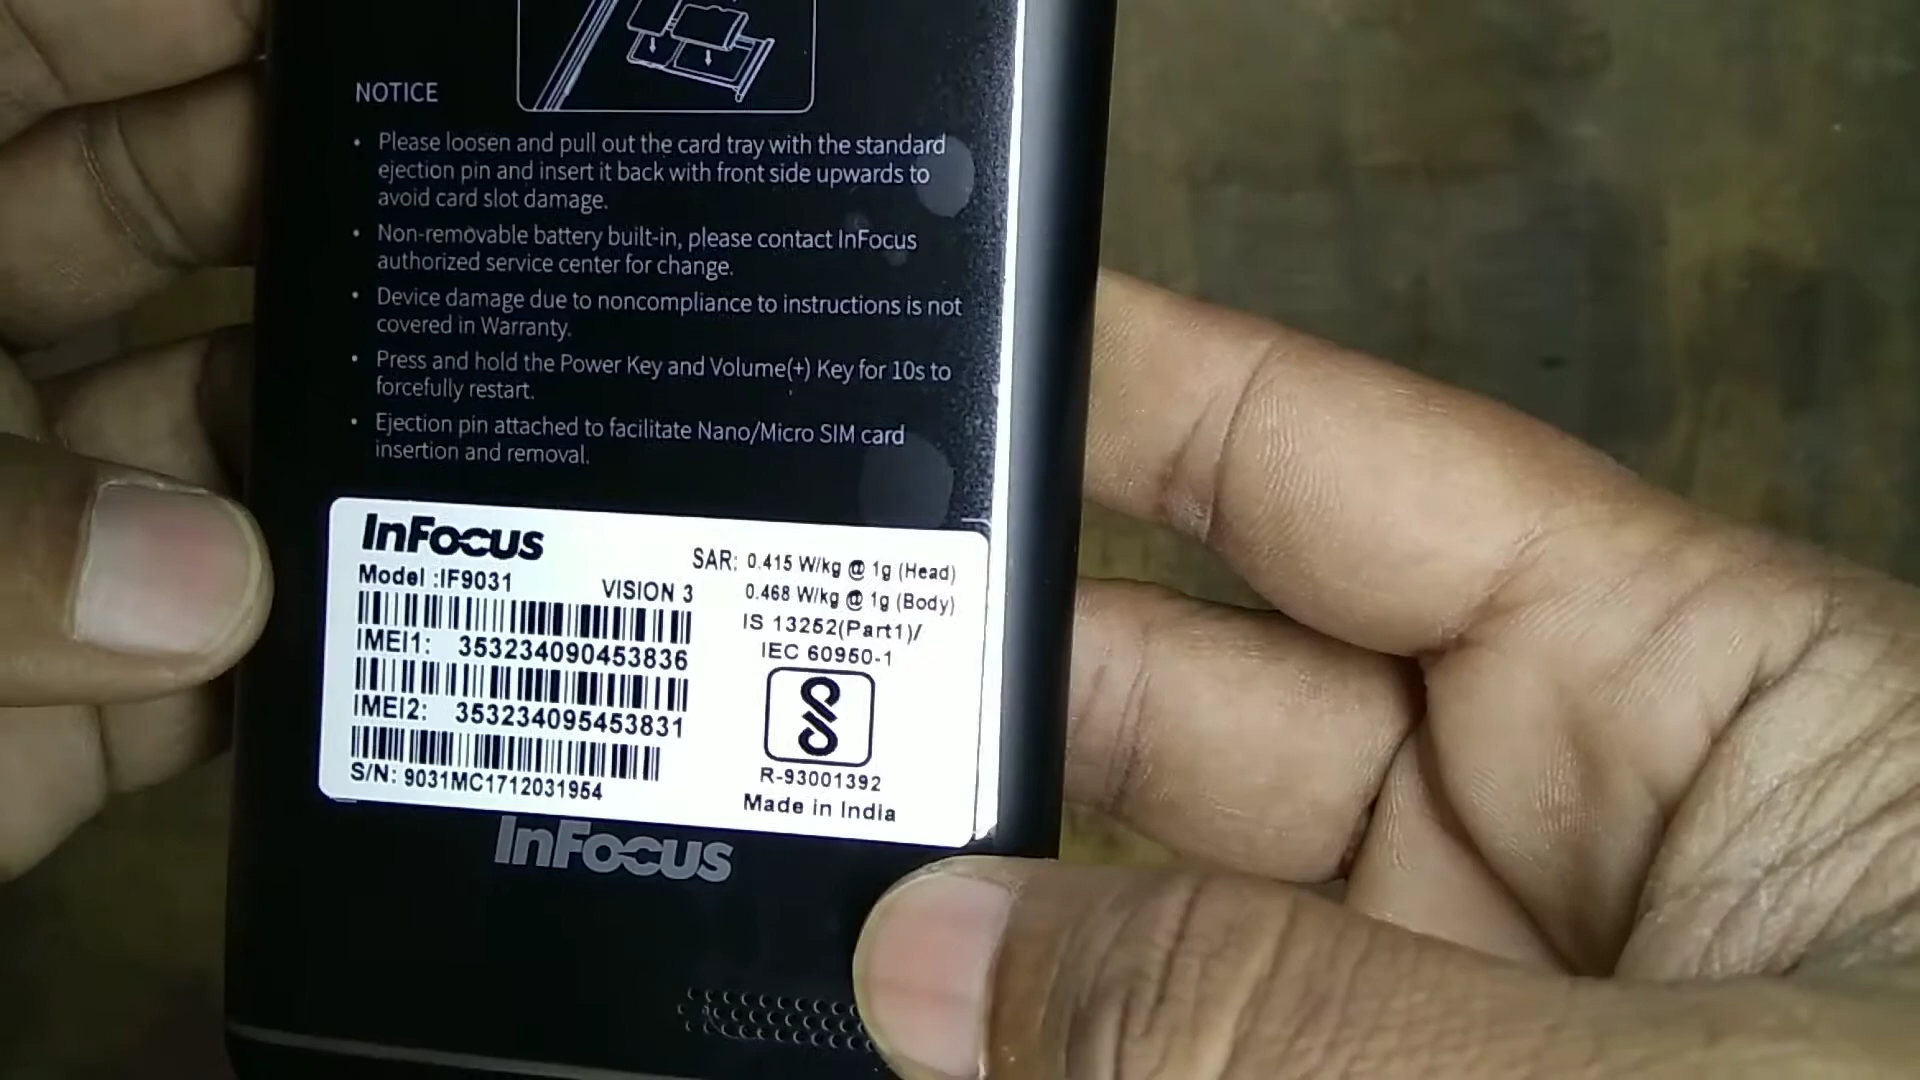 NOTICE
• Please loosen and pull out the card tray with the standard
ejection pin and insert it back with front side upwards to
avoid card slot damage.
• Non-removable battery built-in, please contact InFocus
authorized service center for change.
• Device damage due to noncompliance to instructions is not
covered in Warranty.
• Press and hold the Power Key and Volume(+) Key for 10s to
forcefully restart.
• Ejection pin attached to facilitate Nano/Micro SIM card
insertion and removal.
InFocus
Model :IF9031 VISION 3
IMEI1: 353234090453836
IMEI2: 353234095453831
S/N: 9031MC1712031954
SAR: 0.415 W/kg @ 1g (Head)
0.468 W/kg @ 1g (Body)
IS 13252(Part1)/
IEC 60950-1
R-93001392
Made in India
InFocus